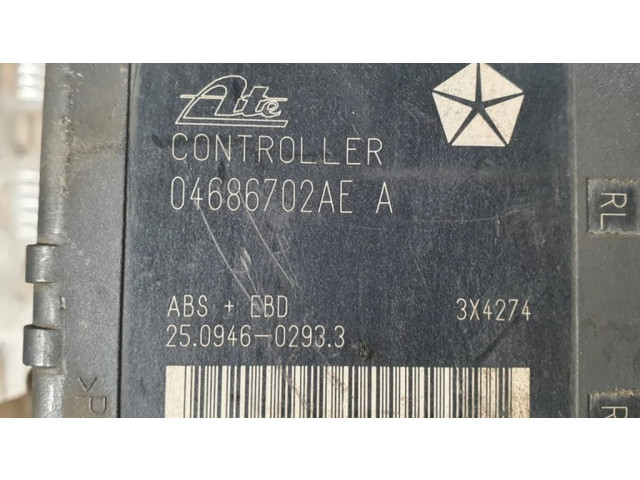 Ate
CONTROLLER
04686702AE A
ABS + EBD 3X4274
25.0946-0293.3
RL
>P